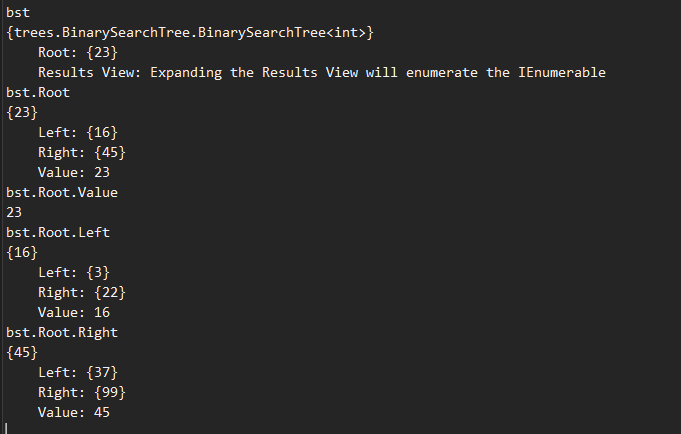 bst
{trees.BinarySearchTree.BinarySearchTree<int>}
    Root: {23}
    Results View: Expanding the Results View will enumerate the IEnumerable
bst.Root
{23}
    Left: {16}
    Right: {45}
    Value: 23
bst.Root.Value
23
bst.Root.Left
{16}
    Left: {3}
    Right: {22}
    Value: 16
bst.Root.Right
{45}
    Left: {37}
    Right: {99}
    Value: 45